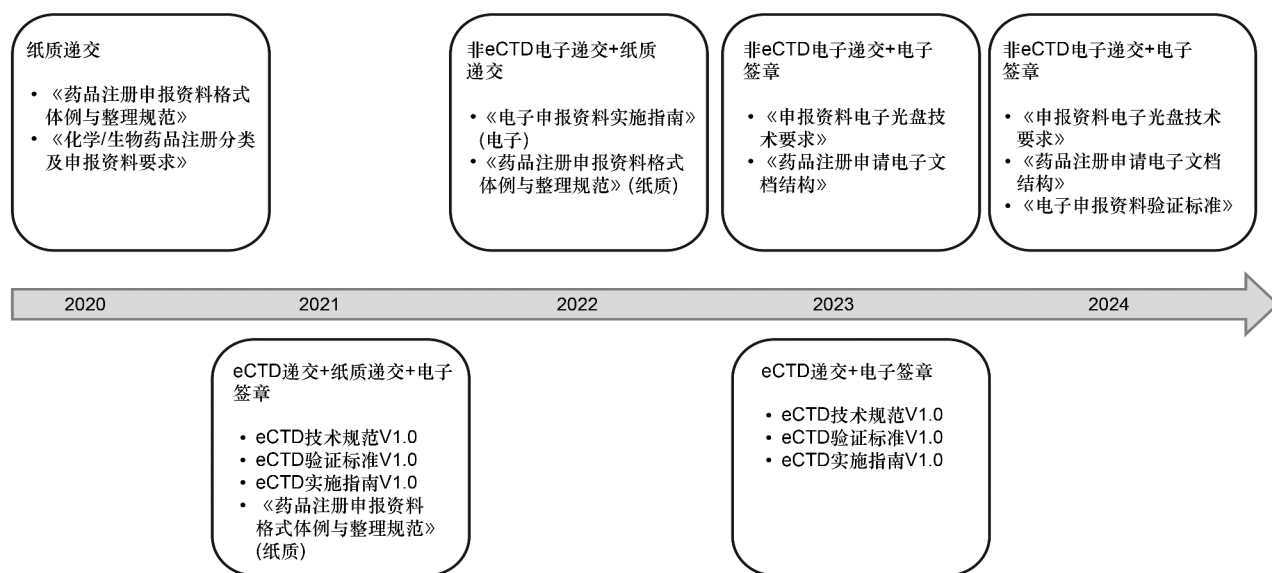 纸质递交
• 《药品注册申报资料格式
体例与整理规范》
• 《化学/生物药品注册分类
及申报资料要求》
非eCTD电子递交+纸质
递交
• 《电子申报资料实施指南》
(电子)
• 《药品注册申报资料格式
体例与整理规范》(纸质)
非eCTD电子递交+电子
签章
• 《申报资料电子光盘技
术要求》
• 《药品注册申请电子文
档结构》
非eCTD电子递交+电子
签章
• 《申报资料电子光盘技术
要求》
• 《药品注册申请电子文档
结构》
• 《电子申报资料验证标准》
2020
2021
2022
2023
2024
eCTD递交+纸质递交+电子
签章
• eCTD技术规范V1.0
• eCTD验证标准V1.0
• eCTD实施指南V1.0
• 《药品注册申报资料
格式体例与整理规范》
(纸质)
eCTD递交+电子签章
• eCTD技术规范V1.0
• eCTD验证标准V1.0
• eCTD实施指南V1.0